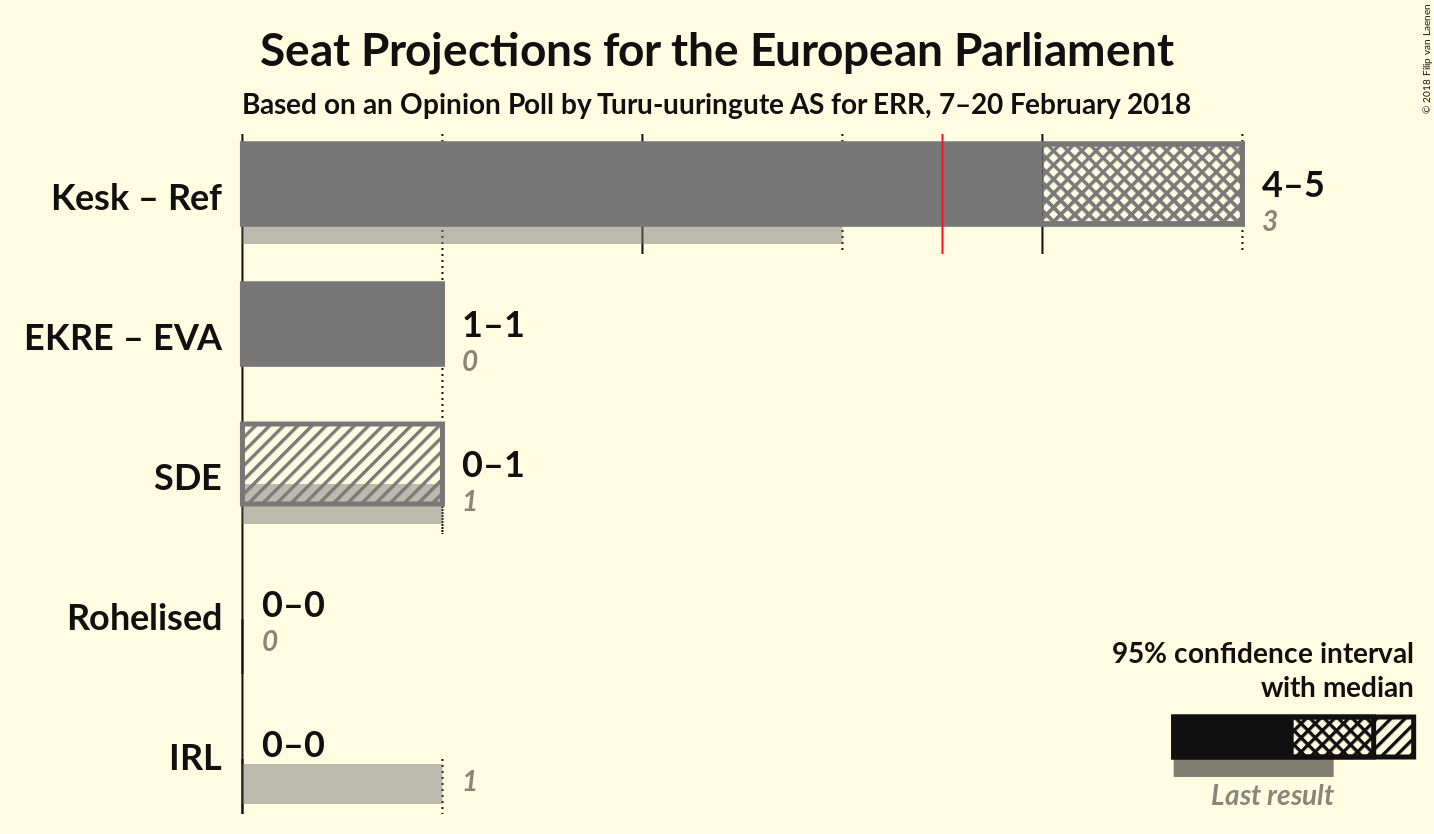 Seat Projections for the European Parliament
Based on an Opinion Poll by Turu-uuringute AS for ERR, 7–20 February 2018
© 2018 Filip van Laenen
Kesk – Ref
4–5
3
EKRE – EVA
1–1
0
SDE
0–1
1
Rohelised
0–0
0
IRL
0–0
1
95% confidence interval
with median
Last result